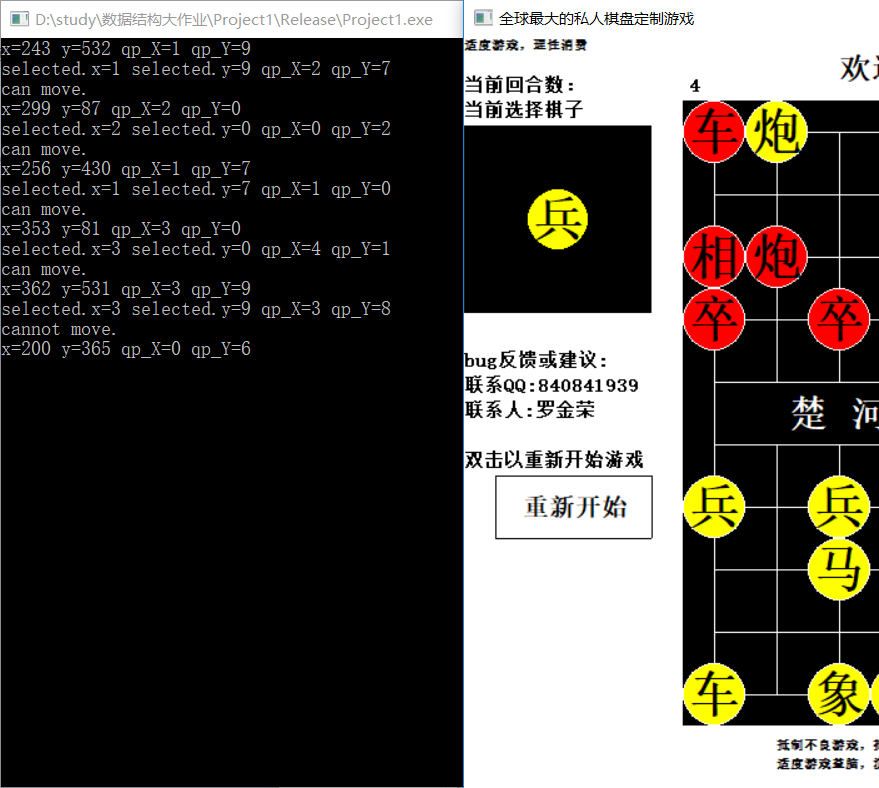 D:\study\数据结构大作业\Project1\Release\Project1.exe
x=243 y=532 qp_X=1 qp_Y=9
selected.x=1 selected.y=9 qp_X=2 qp_Y=7
can move.
x=299 y=87 qp_X=2 qp_Y=0
selected.x=2 selected.y=0 qp_X=0 qp_Y=2
can move.
x=256 y=430 qp_X=1 qp_Y=7
selected.x=1 selected.y=7 qp_X=1 qp_Y=0
can move.
x=353 y=81 qp_X=3 qp_Y=0
selected.x=3 selected.y=0 qp_X=4 qp_Y=1
can move.
x=362 y=531 qp_X=3 qp_Y=9
selected.x=3 selected.y=9 qp_X=3 qp_Y=8
cannot move.
x=200 y=365 qp_X=0 qp_Y=6
全球最大的私人棋盘定制游戏
适度游戏，理性消费
欢
当前回合数：
4
当前选择棋子
兵
bug反馈或建议：
联系QQ:840841939
联系人:罗金荣
双击以重新开始游戏
重新开始
车 炮
相 炮
卒 卒
楚 河
兵 兵
马
车 象
抵制不良游戏，
适度游戏益脑，